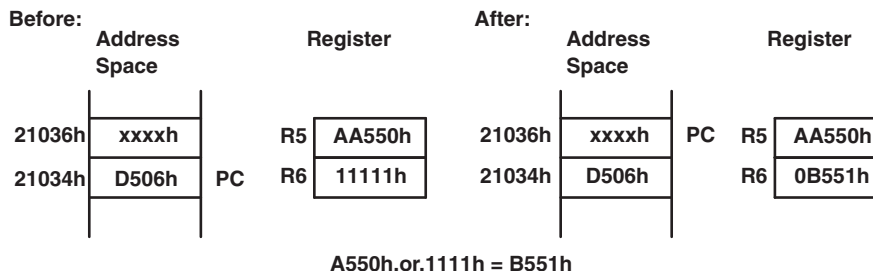 Before:
Address Space
Register
21036h xxxxh
R5 AA550h
21034h D506h PC
R6 11111h
After:
Address Space
Register
21036h xxxxh PC
R5 AA550h
21034h D506h
R6 0B551h
A550h.or.1111h = B551h